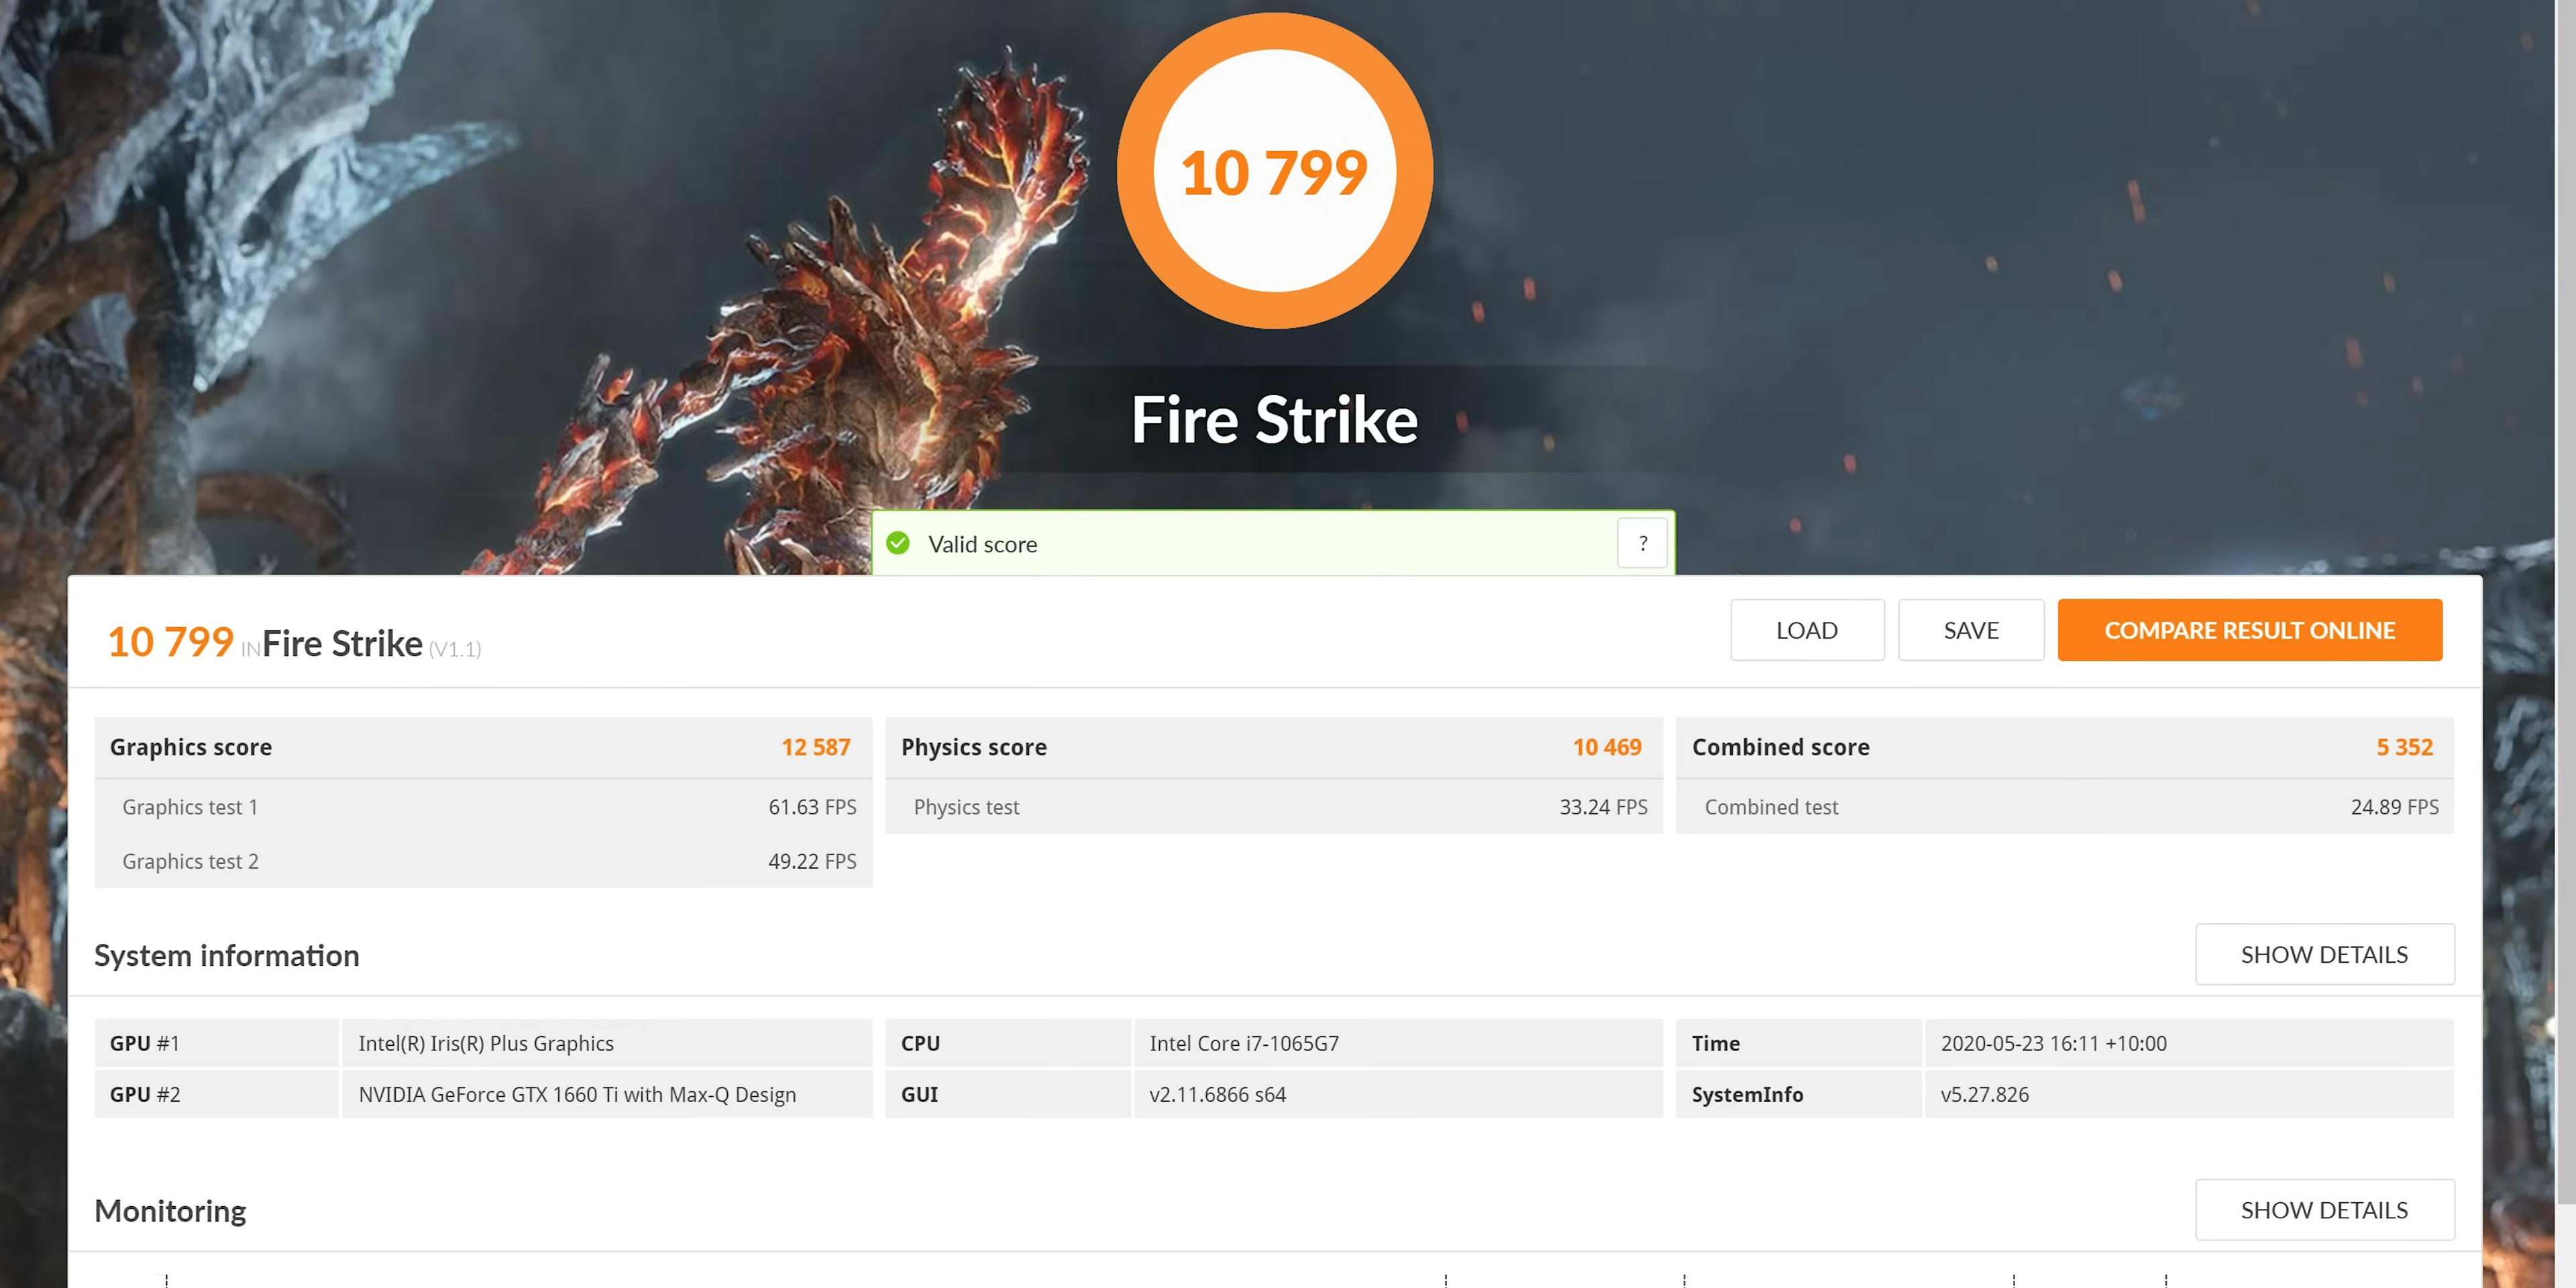 10 799
Fire Strike
Valid score
?
10 799 IN Fire Strike (V1.1)
LOAD
SAVE
COMPARE RESULT ONLINE
Graphics score 12 587
Graphics test 1 61.63 FPS
Graphics test 2 49.22 FPS
Physics score 10 469
Physics test 33.24 FPS
Combined score 5 352
Combined test 24.89 FPS
System information
SHOW DETAILS
GPU #1 Intel(R) Iris(R) Plus Graphics
GPU #2 NVIDIA GeForce GTX 1660 Ti with Max-Q Design
CPU Intel Core i7-1065G7
GUI v2.11.6866 s64
Time 2020-05-23 16:11 +10:00
SystemInfo v5.27.826
Monitoring
SHOW DETAILS